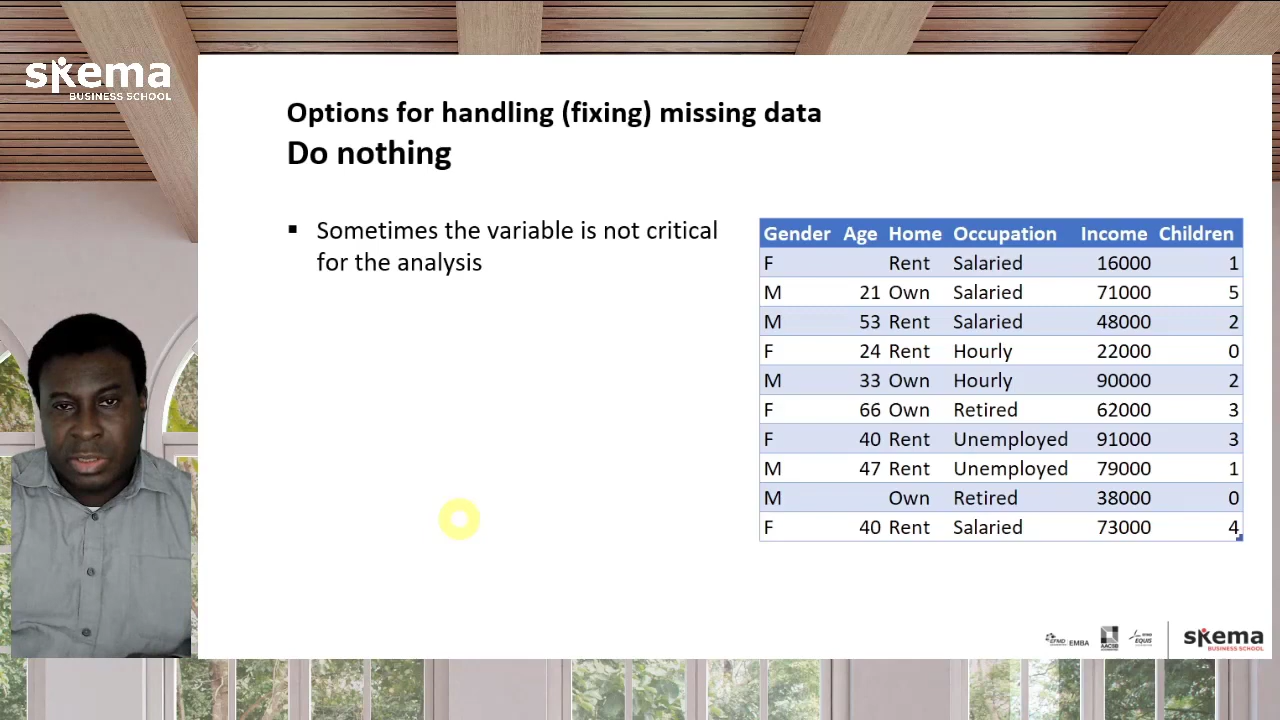 skema
BUSINESS SCHOOL
Options for handling (fixing) missing data
Do nothing
▪ Sometimes the variable is not critical
for the analysis
Gender Age Home Occupation Income Children
F Rent Salaried 16000 1
M 21 Own Salaried 71000 5
M 53 Rent Salaried 48000 2
F 24 Rent Hourly 22000 0
M 33 Own Hourly 90000 2
F 66 Own Retired 62000 3
F 40 Rent Unemployed 91000 3
M 47 Rent Unemployed 79000 1
M Own Retired 38000 0
F 40 Rent Salaried 73000 4
EMBA
AACSB
EQUIS
skema
BUSINESS SCHOOL